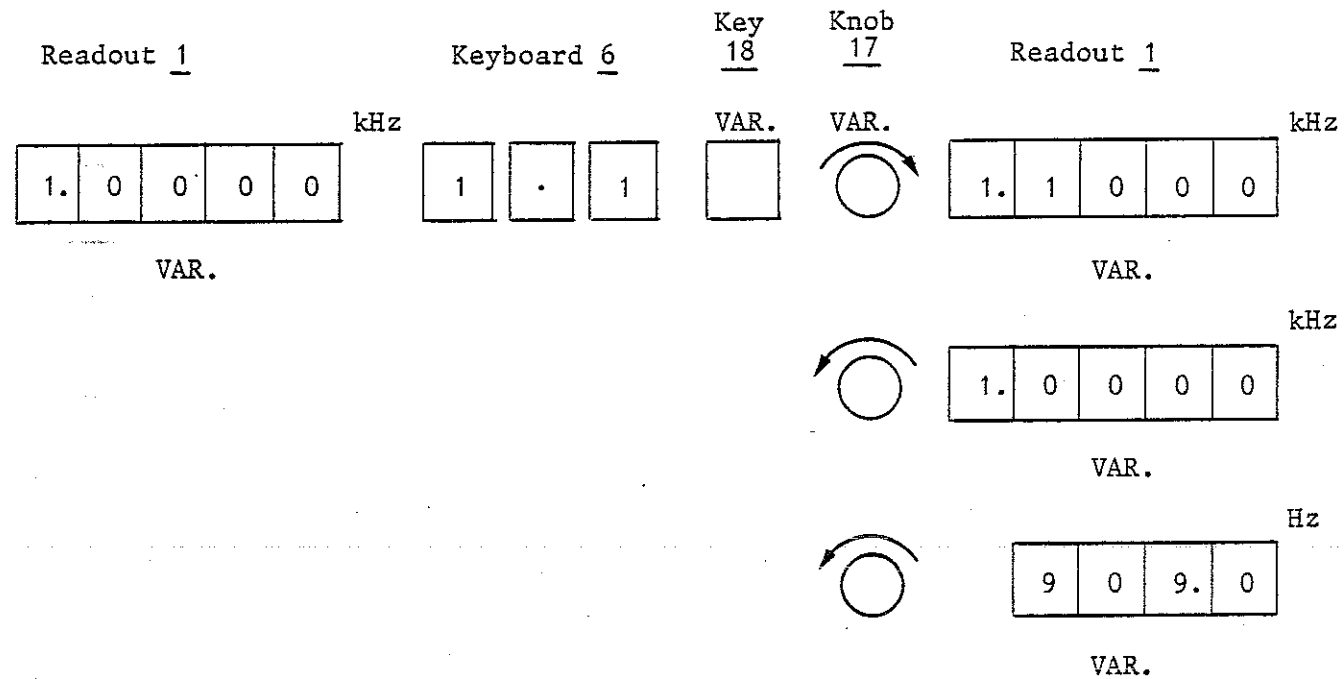 Key Knob
Readout 1 Keyboard 6 18 17 Readout 1
kHz VAR. VAR. kHz
1. 0 0 0 0 1 . 1 1. 1 0 0 0
VAR. VAR.
kHz
1. 0 0 0 0
VAR.
Hz
9 0 9. 0
VAR.